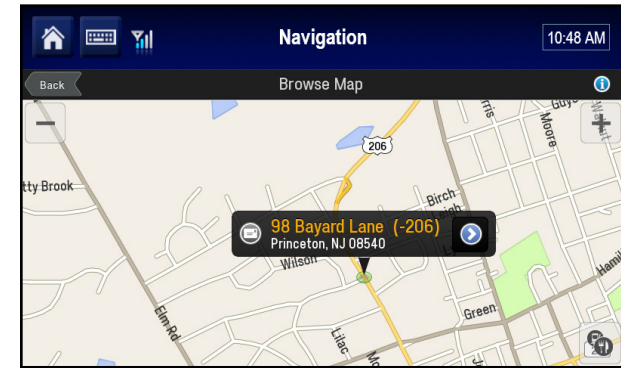 Navigation
10:48 AM
Back
Browse Map
206
Moore
tty Brook
Birch
98 Bayard Lane (-206)
Princeton, NJ 08540
Wilson
Elm Rd
Green
Lilac